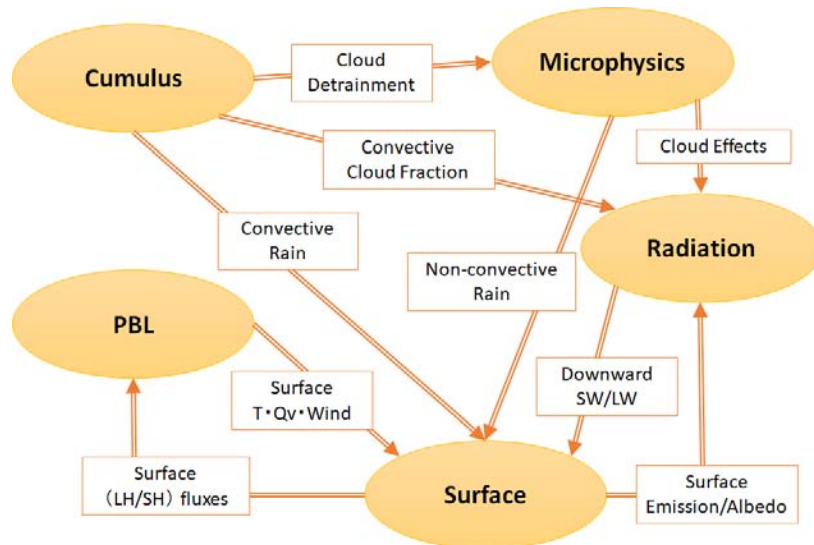 Cumulus
Cloud
Detrainment
Microphysics
Convective
Cloud Fraction
Cloud Effects
Convective
Rain
Non-convective
Rain
Radiation
PBL
Surface
T・Qv・Wind
Downward
SW/LW
Surface
（LH/SH）fluxes
Surface
Surface
Emission/Albedo